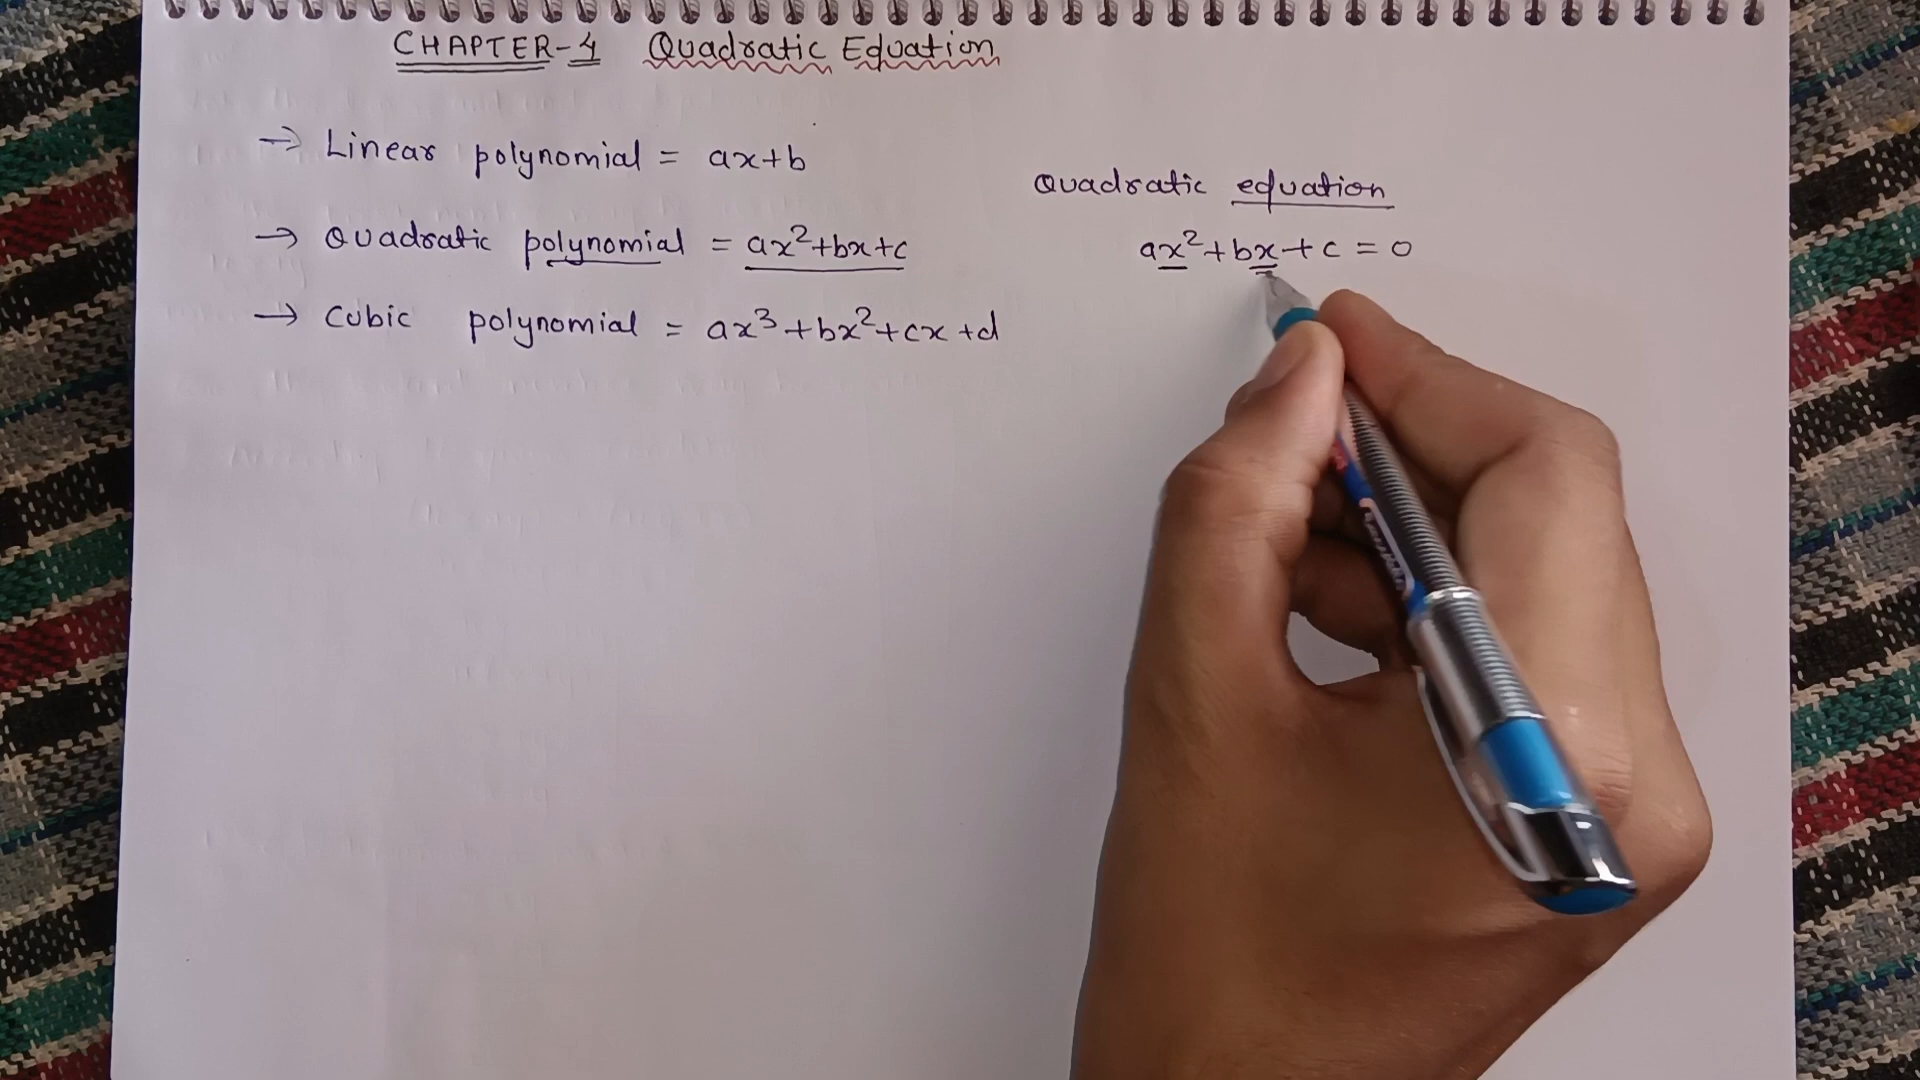 CHAPTER-4 Quadratic Equation
→ Linear polynomial = ax+b
Quadratic equation
→ Quadratic polynomial = ax²+bx+c
ax²+bx+c = 0
→ Cubic polynomial = ax³+bx²+cx+d